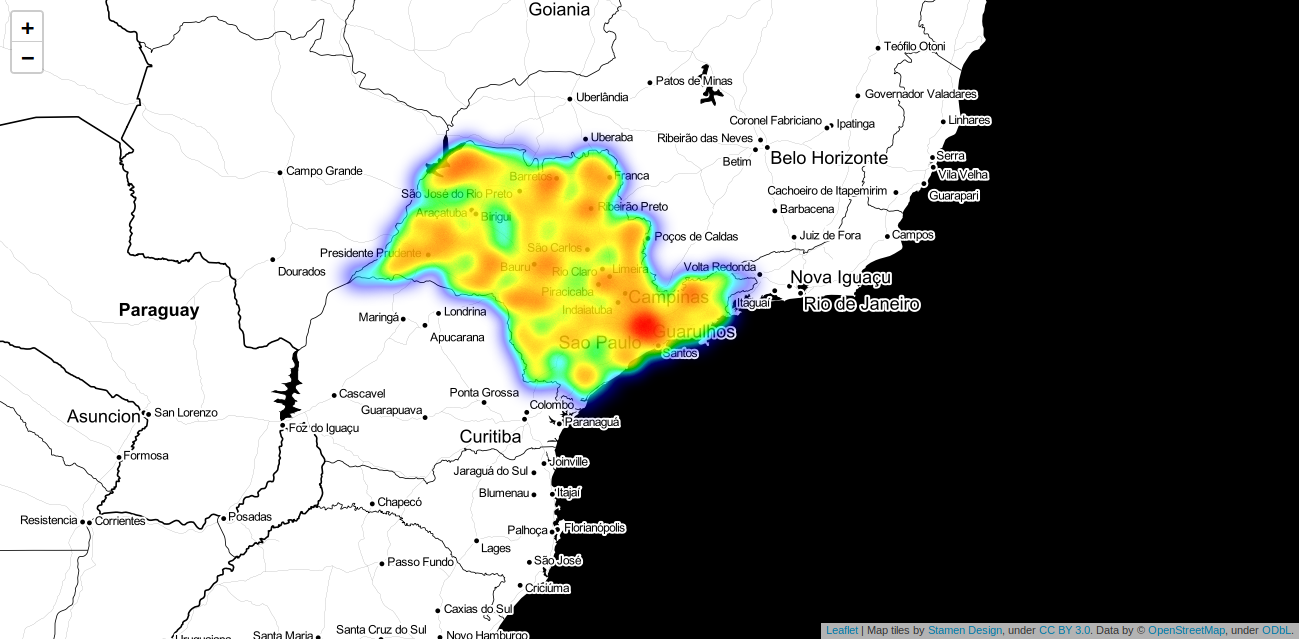 +
−
Goiania
Teófilo Otoni
Patos de Minas
Governador Valadares
Uberlândia
Linhares
Coronel Fabriciano
Ipatinga
Uberaba
Ribeirão das Neves
Betim
Belo Horizonte
Serra
Vila Velha
Campo Grande
Barretos
Franca
Cachoeiro de Itapemirim
Guarapari
São José do Rio Preto
Ribeirão Preto
Barbacena
Araçatuba
Birigui
Poços de Caldas
Juiz de Fora
Campos
Presidente Prudente
São Carlos
Dourados
Bauru
Rio Claro
Limeira
Volta Redonda
Nova Iguaçu
Piracicaba
Campinas
Itaguaí
Rio de Janeiro
Paraguay
Maringá
Londrina
Indaiatuba
Apucarana
Guarulhos
Sao Paulo
Santos
Cascavel
Ponta Grossa
Guarapuava
Colombo
Asuncion
San Lorenzo
Foz do Iguaçu
Paranaguá
Curitiba
Formosa
Joinville
Jaraguá do Sul
Blumenau
Itajaí
Chapecó
Resistencia
Corrientes
Posadas
Palhoça
Florianópolis
Lages
Passo Fundo
São José
Criciúma
Caxias do Sul
Santa Cruz do Sul
Uruguaiana
Santa Maria
Novo Hamburgo
Leaflet | Map tiles by Stamen Design, under CC BY 3.0. Data by © OpenStreetMap, under ODbL.